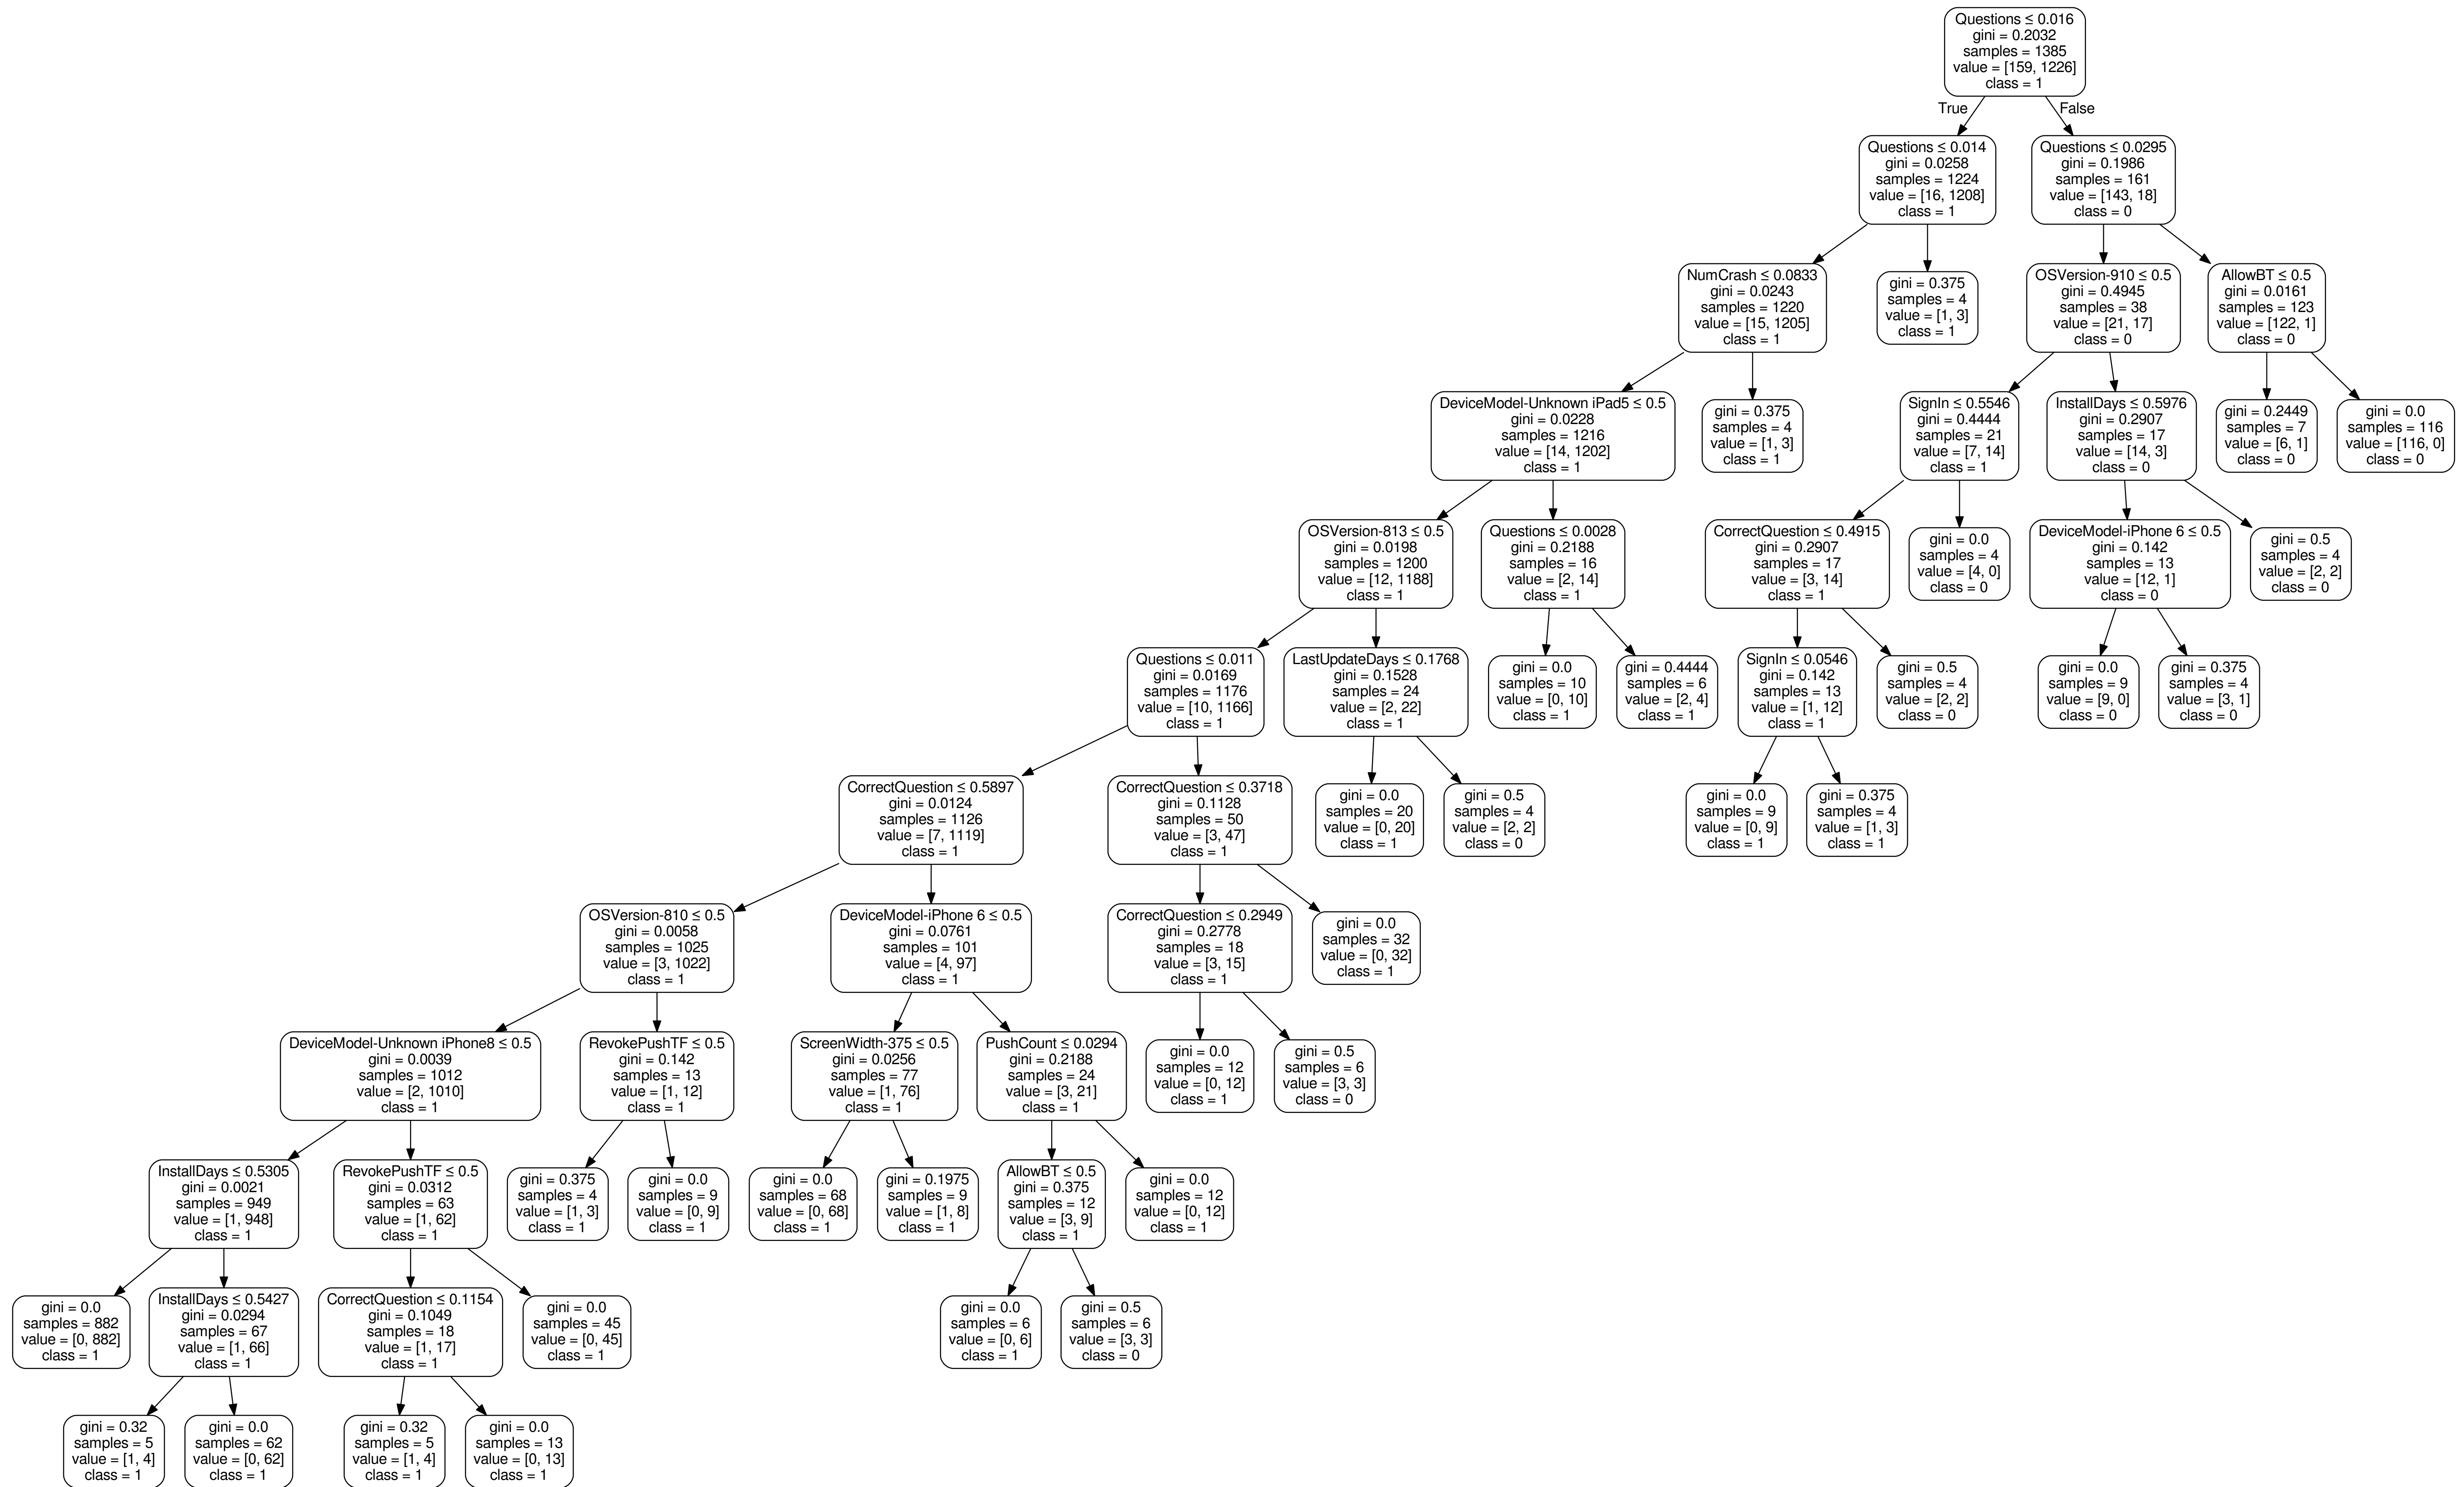 Questions ≤ 0.016
gini = 0.2032
samples = 1385
value = [159, 1226]
class = 1
True
False
Questions ≤ 0.014
gini = 0.0258
samples = 1224
value = [16, 1208]
class = 1
Questions ≤ 0.0295
gini = 0.1986
samples = 161
value = [143, 18]
class = 0
NumCrash ≤ 0.0833
gini = 0.0243
samples = 1220
value = [15, 1205]
class = 1
gini = 0.375
samples = 4
value = [1, 3]
class = 1
OSVersion-910 ≤ 0.5
gini = 0.4945
samples = 38
value = [21, 17]
class = 0
AllowBT ≤ 0.5
gini = 0.0161
samples = 123
value = [122, 1]
class = 0
DeviceModel-Unknown iPad5 ≤ 0.5
gini = 0.0228
samples = 1216
value = [14, 1202]
class = 1
gini = 0.375
samples = 4
value = [1, 3]
class = 1
SignIn ≤ 0.5546
gini = 0.4444
samples = 21
value = [7, 14]
class = 1
InstallDays ≤ 0.5976
gini = 0.2907
samples = 17
value = [14, 3]
class = 0
gini = 0.2449
samples = 7
value = [6, 1]
class = 0
gini = 0.0
samples = 116
value = [116, 0]
class = 0
OSVersion-813 ≤ 0.5
gini = 0.0198
samples = 1200
value = [12, 1188]
class = 1
Questions ≤ 0.0028
gini = 0.2188
samples = 16
value = [2, 14]
class = 1
CorrectQuestion ≤ 0.4915
gini = 0.2907
samples = 17
value = [3, 14]
class = 1
gini = 0.0
samples = 4
value = [4, 0]
class = 0
DeviceModel-iPhone 6 ≤ 0.5
gini = 0.142
samples = 13
value = [12, 1]
class = 0
gini = 0.5
samples = 4
value = [2, 2]
class = 0
Questions ≤ 0.011
gini = 0.0169
samples = 1176
value = [10, 1166]
class = 1
LastUpdateDays ≤ 0.1768
gini = 0.1528
samples = 24
value = [2, 22]
class = 1
gini = 0.0
samples = 10
value = [0, 10]
class = 1
gini = 0.4444
samples = 6
value = [2, 4]
class = 1
SignIn ≤ 0.0546
gini = 0.142
samples = 13
value = [1, 12]
class = 1
gini = 0.5
samples = 4
value = [2, 2]
class = 0
gini = 0.0
samples = 9
value = [9, 0]
class = 0
gini = 0.375
samples = 4
value = [3, 1]
class = 0
CorrectQuestion ≤ 0.5897
gini = 0.0124
samples = 1126
value = [7, 1119]
class = 1
CorrectQuestion ≤ 0.3718
gini = 0.1128
samples = 50
value = [3, 47]
class = 1
gini = 0.0
samples = 20
value = [0, 20]
class = 1
gini = 0.5
samples = 4
value = [2, 2]
class = 0
gini = 0.0
samples = 9
value = [0, 9]
class = 1
gini = 0.375
samples = 4
value = [1, 3]
class = 1
OSVersion-810 ≤ 0.5
gini = 0.0058
samples = 1025
value = [3, 1022]
class = 1
DeviceModel-iPhone 6 ≤ 0.5
gini = 0.0761
samples = 101
value = [4, 97]
class = 1
CorrectQuestion ≤ 0.2949
gini = 0.2778
samples = 18
value = [3, 15]
class = 1
gini = 0.0
samples = 32
value = [0, 32]
class = 1
DeviceModel-Unknown iPhone8 ≤ 0.5
gini = 0.0039
samples = 1012
value = [2, 1010]
class = 1
RevokePushTF ≤ 0.5
gini = 0.142
samples = 13
value = [1, 12]
class = 1
ScreenWidth-375 ≤ 0.5
gini = 0.0256
samples = 77
value = [1, 76]
class = 1
PushCount ≤ 0.0294
gini = 0.2188
samples = 24
value = [3, 21]
class = 1
gini = 0.0
samples = 12
value = [0, 12]
class = 1
gini = 0.5
samples = 6
value = [3, 3]
class = 0
InstallDays ≤ 0.5305
gini = 0.0021
samples = 949
value = [1, 948]
class = 1
RevokePushTF ≤ 0.5
gini = 0.0312
samples = 63
value = [1, 62]
class = 1
gini = 0.375
samples = 4
value = [1, 3]
class = 1
gini = 0.0
samples = 9
value = [0, 9]
class = 1
gini = 0.0
samples = 68
value = [0, 68]
class = 1
gini = 0.1975
samples = 9
value = [1, 8]
class = 1
AllowBT ≤ 0.5
gini = 0.375
samples = 12
value = [3, 9]
class = 1
gini = 0.0
samples = 12
value = [0, 12]
class = 1
gini = 0.0
samples = 882
value = [0, 882]
class = 1
InstallDays ≤ 0.5427
gini = 0.0294
samples = 67
value = [1, 66]
class = 1
CorrectQuestion ≤ 0.1154
gini = 0.1049
samples = 18
value = [1, 17]
class = 1
gini = 0.0
samples = 45
value = [0, 45]
class = 1
gini = 0.0
samples = 6
value = [0, 6]
class = 1
gini = 0.5
samples = 6
value = [3, 3]
class = 0
gini = 0.32
samples = 5
value = [1, 4]
class = 1
gini = 0.0
samples = 62
value = [0, 62]
class = 1
gini = 0.32
samples = 5
value = [1, 4]
class = 1
gini = 0.0
samples = 13
value = [0, 13]
class = 1